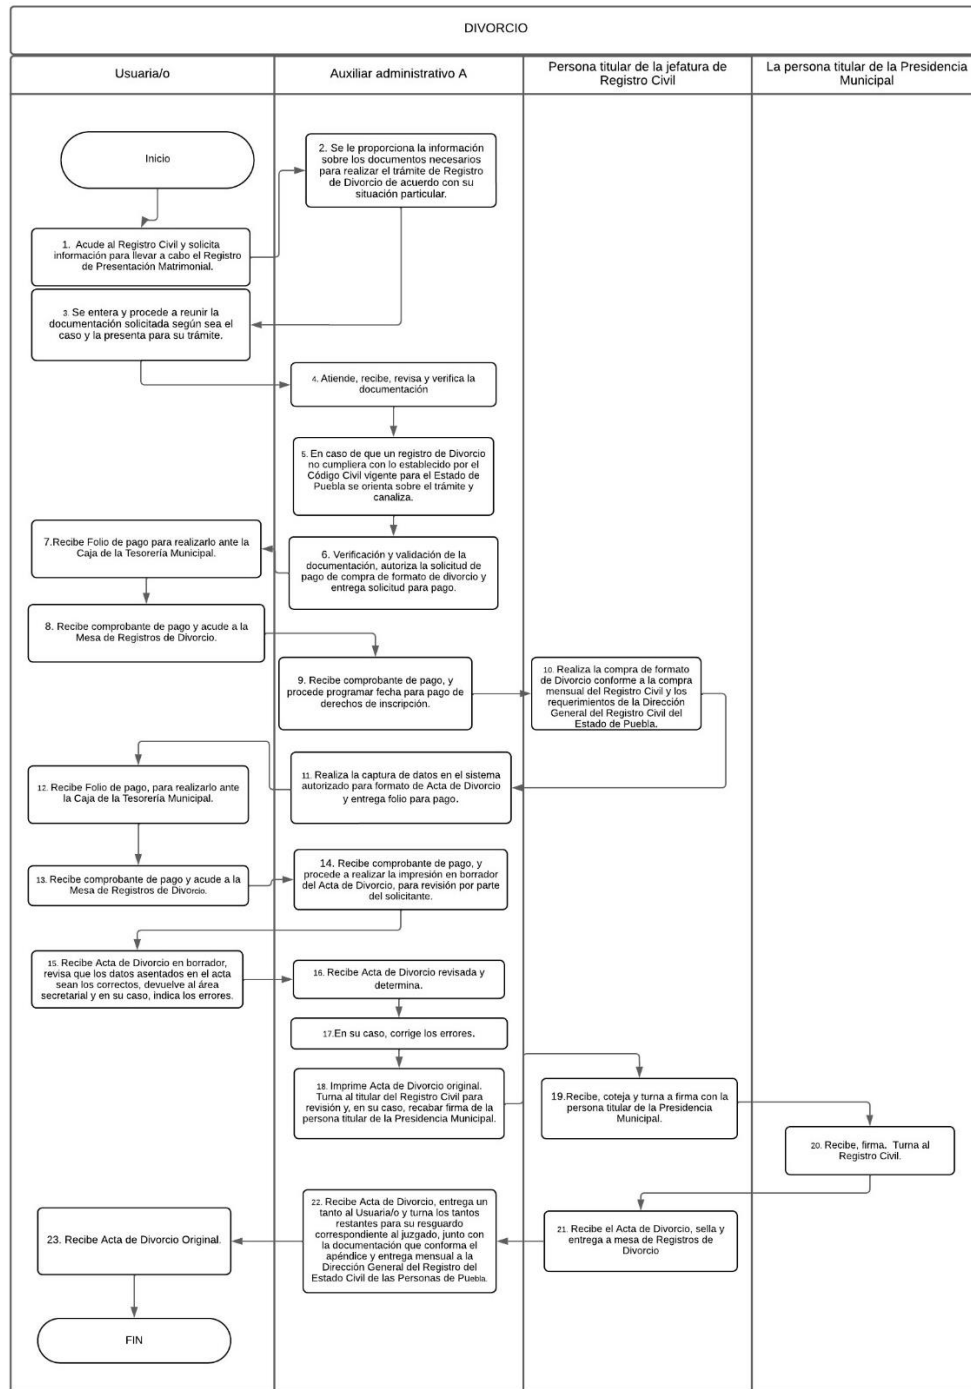 DIVORCIO
Usuaria/o
Auxiliar administrativo A
Persona titular de la jefatura de
Registro Civil
La persona titular de la Presidencia
Municipal
Inicio
1. Acude al Registro Civil y solicita
información para llevar a cabo el Registro
de Presentación Matrimonial.
2. Se le proporciona la información
sobre los documentos necesarios
para realizar el trámite de Registro
de Divorcio de acuerdo con su
situación particular.
3. Se entera y procede a reunir la
documentación solicitada según sea el
caso y la presenta para su trámite.
4. Atiende, recibe, revisa y verifica la
documentación
5. En caso de que un registro de Divorcio
no cumpliera con lo establecido por el
Código Civil vigente para el Estado de
Puebla se orienta sobre el trámite y
canaliza.
6. Verificación y validación de la
documentación, autoriza la solicitud de
pago de compra de formato de divorcio y
entrega solicitud para pago.
7.Recibe Folio de pago para realizarlo ante la
Caja de la Tesorería Municipal.
8. Recibe comprobante de pago y acude a la
Mesa de Registros de Divorcio.
9. Recibe comprobante de pago, y
procede programar fecha para pago de
derechos de inscripción.
10. Realiza la compra de formato
de Divorcio conforme a la compra
mensual del Registro Civil y los
requerimientos de la Dirección
General del Registro Civil del
Estado de Puebla.
11. Realiza la captura de datos en el sistema
autorizado para formato de Acta de Divorcio
y entrega folio para pago.
12. Recibe Folio de pago, para realizarlo ante
la Caja de la Tesorería Municipal.
13. Recibe comprobante de pago y acude a la
Mesa de Registros de Divorcio.
14. Recibe comprobante de pago, y
procede a realizar la impresión en borrador
del Acta de Divorcio, para revisión por parte
del solicitante.
15. Recibe Acta de Divorcio en borrador,
revisa que los datos asentados en el acta
sean los correctos, devuelve al área
secretarial y en su caso, indica los errores.
16. Recibe Acta de Divorcio revisada y
determina.
17.En su caso, corrige los errores.
18. Imprime Acta de Divorcio original.
Turna al titular del Registro Civil para
revisión y, en su caso, recabar firma de la
persona titular de la Presidencia Municipal.
19.Recibe, coteja y turna a firma con la
persona titular de la Presidencia
Municipal.
20. Recibe, firma. Turna al
Registro Civil.
21. Recibe el Acta de Divorcio, sella y
entrega a mesa de Registros de
Divorcio
22. Recibe Acta de Divorcio, entrega un
tanto al Usuaria/o y turna los tantos
restantes para su resguardo
correspondiente al juzgado, junto con
la documentación que conforma el
apéndice y entrega mensual a la
Dirección General del Registro del
Estado Civil de las Personas de Puebla.
23. Recibe Acta de Divorcio Original.
FIN